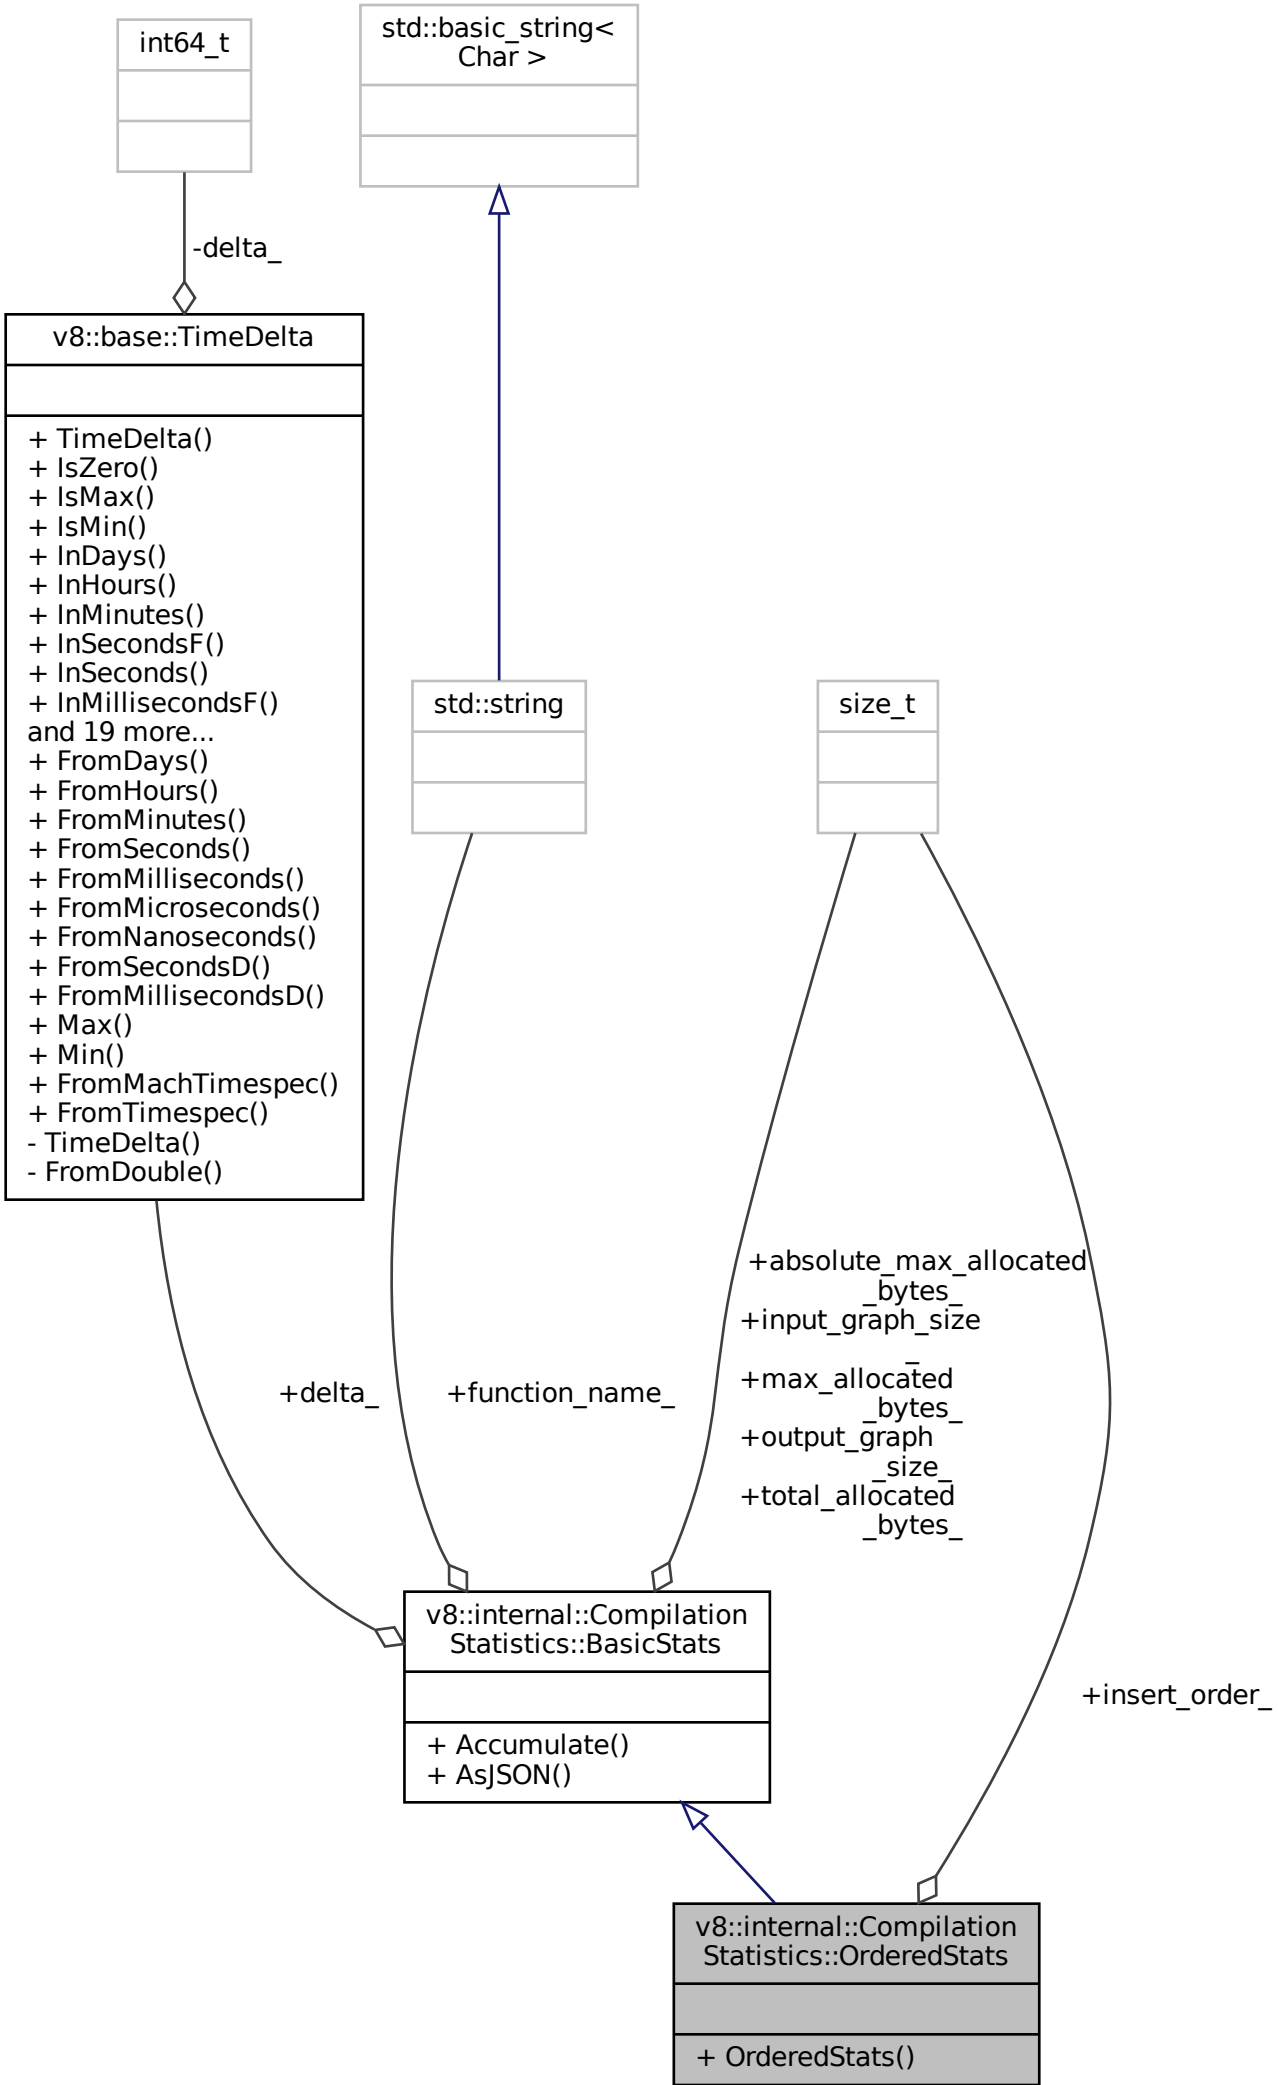 int64_t
std::basic_string<
Char >
-delta_
v8::base::TimeDelta
+ TimeDelta()
+ IsZero()
+ IsMax()
+ IsMin()
+ InDays()
+ InHours()
+ InMinutes()
+ InSecondsF()
+ InSeconds()
+ InMillisecondsF()
and 19 more...
+ FromDays()
+ FromHours()
+ FromMinutes()
+ FromSeconds()
+ FromMilliseconds()
+ FromMicroseconds()
+ FromNanoseconds()
+ FromSecondsD()
+ FromMillisecondsD()
+ Max()
+ Min()
+ FromMachTimespec()
+ FromTimespec()
- TimeDelta()
- FromDouble()
std::string
size_t
+delta_
+function_name_
+absolute_max_allocated
_bytes_
+input_graph_size
_
+max_allocated
_bytes_
+output_graph
_size_
+total_allocated
_bytes_
v8::internal::Compilation
Statistics::BasicStats
+ Accumulate()
+ AsJSON()
+insert_order_
v8::internal::Compilation
Statistics::OrderedStats
+ OrderedStats()